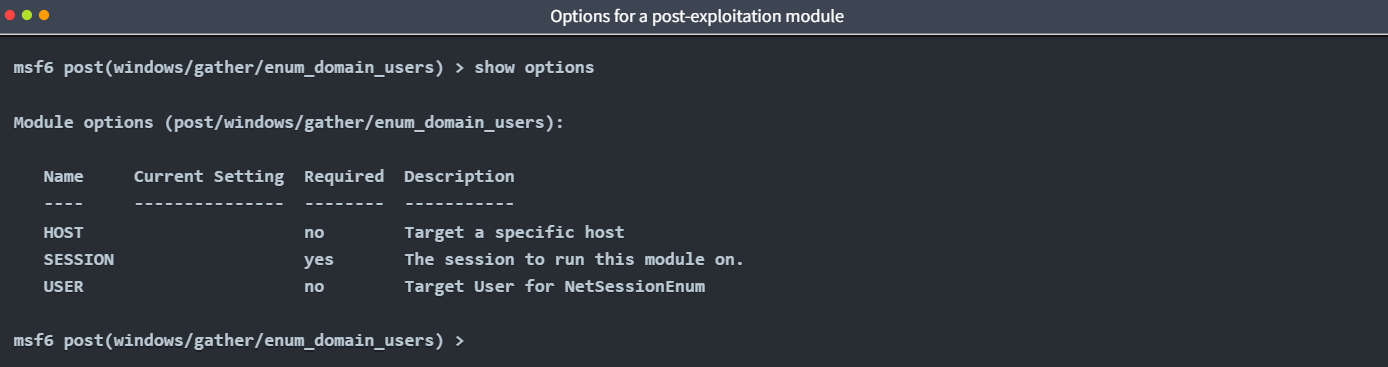 Options for a post-exploitation module
msf6 post(windows/gather/enum_domain_users) > show options
Module options (post/windows/gather/enum_domain_users):
Name     Current Setting  Required  Description
----     ---------------  --------  -----------
HOST                      no        Target a specific host
SESSION                   yes       The session to run this module on.
USER                      no        Target User for NetSessionEnum
msf6 post(windows/gather/enum_domain_users) >